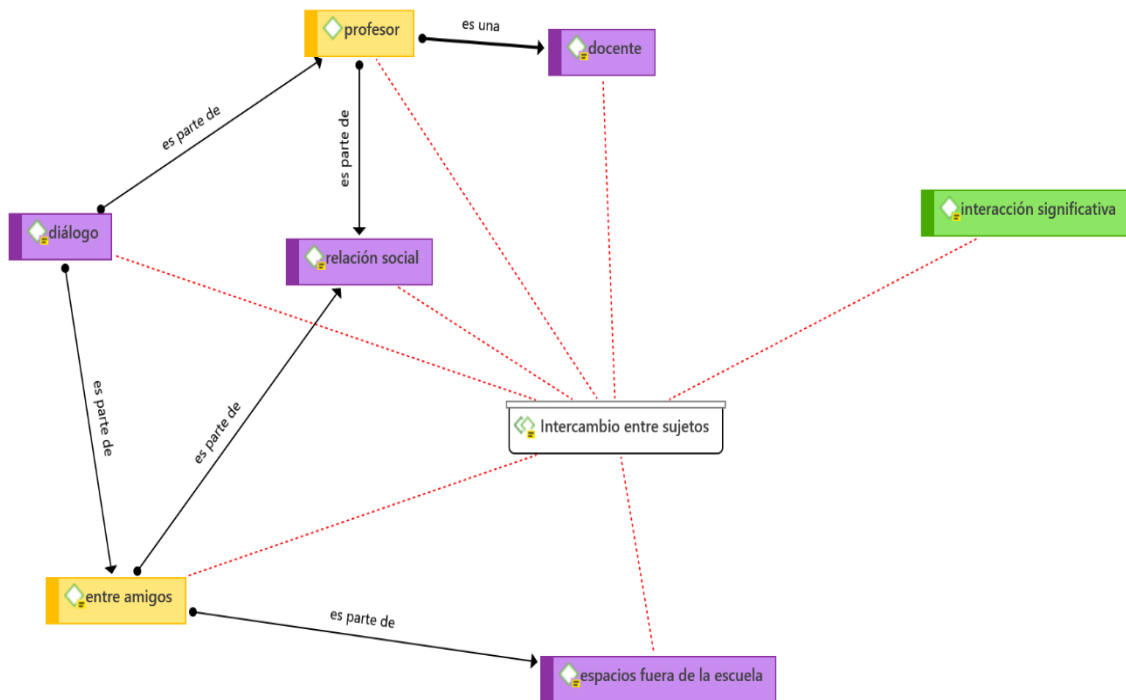 es una
profesor
docente
es parte de
es parte de
interacción significativa
diálogo
relación social
es parte de
es parte de
Intercambio entre sujetos
entre amigos
es parte de
espacios fuera de la escuela